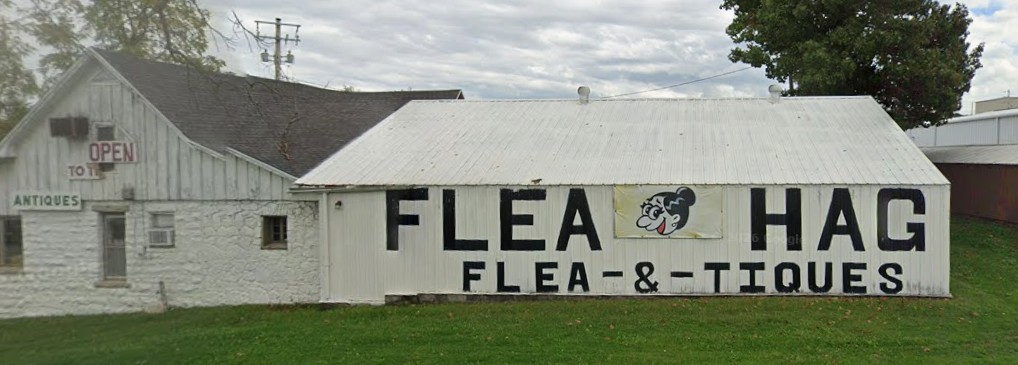 OPEN
TO T
ANTIQUES
FLEA HAG
FLEA-&-TIQUES